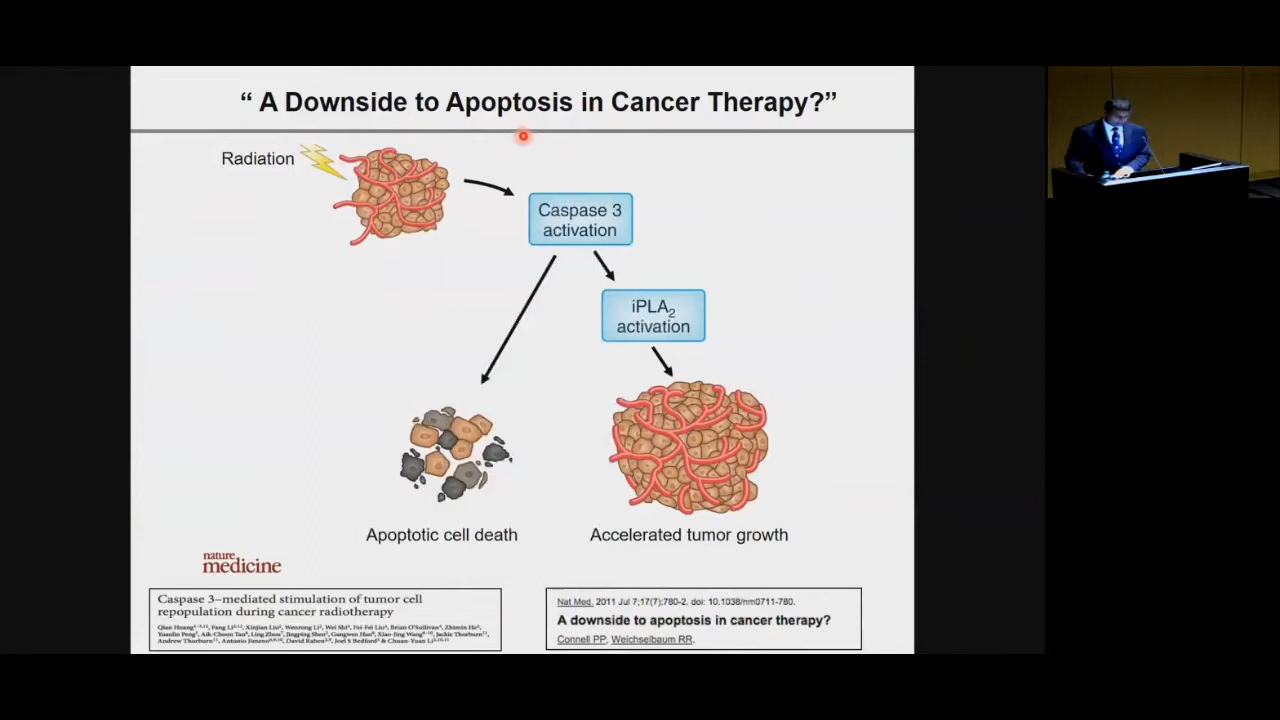 “ A Downside to Apoptosis in Cancer Therapy?”
Radiation
Caspase 3
activation
iPLA2
activation
Apoptotic cell death
Accelerated tumor growth
nature
medicine
Caspase 3–mediated stimulation of tumor cell
repopulation during cancer radiotherapy
Nat Med. 2011 Jul 7;17(7):780-2. doi: 10.1038/nm0711-780.
A downside to apoptosis in cancer therapy?
Connell PP, Weichselbaum RR.